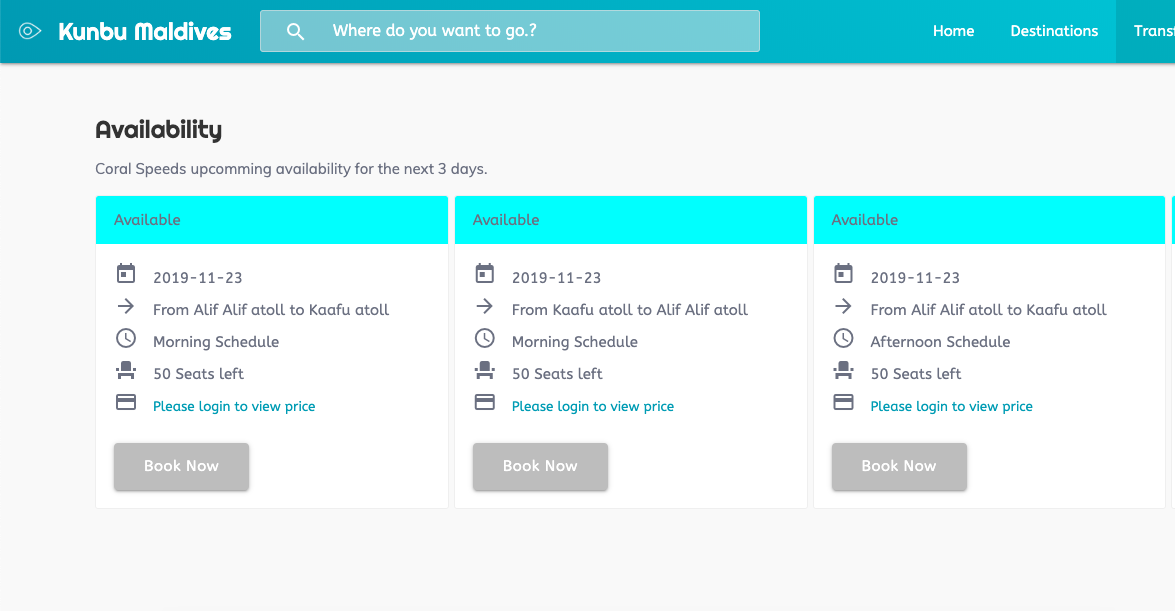 Kunbu Maldives
Where do you want to go.?
Home
Destinations
Trans
Availability
Coral Speeds upcomming availability for the next 3 days.
Available
2019-11-23
From Alif Alif atoll to Kaafu atoll
Morning Schedule
50 Seats left
Please login to view price
Book Now
Available
2019-11-23
From Kaafu atoll to Alif Alif atoll
Morning Schedule
50 Seats left
Please login to view price
Book Now
Available
2019-11-23
From Alif Alif atoll to Kaafu atoll
Afternoon Schedule
50 Seats left
Please login to view price
Book Now